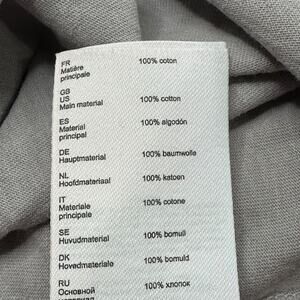 FR
Matière 100% coton
principale
GB
US
Main material 100% cotton
ES
Material 100% algodón
principal
DE
Hauptmaterial 100% baumwolle
NL
Hoofdmateriaal 100% katoen
IT
Materiale 100% cotone
principale
SE
Huvudmaterial 100% bomull
DK
Hovedmateriale 100% bomuld
RU
Основной 100% хлопок